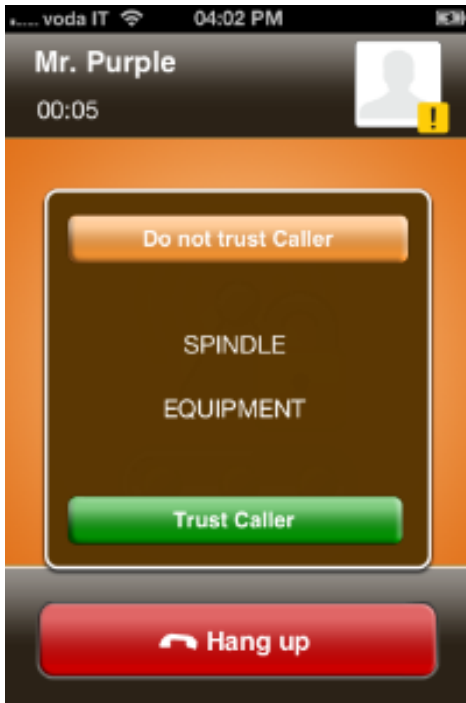 voda IT 04:02 PM
Mr. Purple
00:05
!
Do not trust Caller
SPINDLE
EQUIPMENT
Trust Caller
Hang up